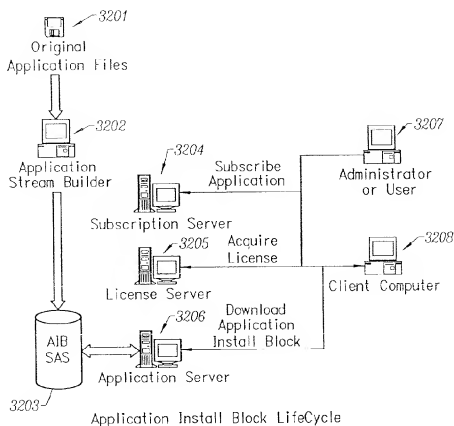 3201
Original
Application Files
3202
Application
Stream Builder
3204
Subscription Server
Subscribe
Application
3207
Administrator
or User
3205
License Server
Acquire
License
3208
Client Computer
3206
Application Server
Download
Application
Install Block
AIB
SAS
3203
Application Install Block LifeCycle